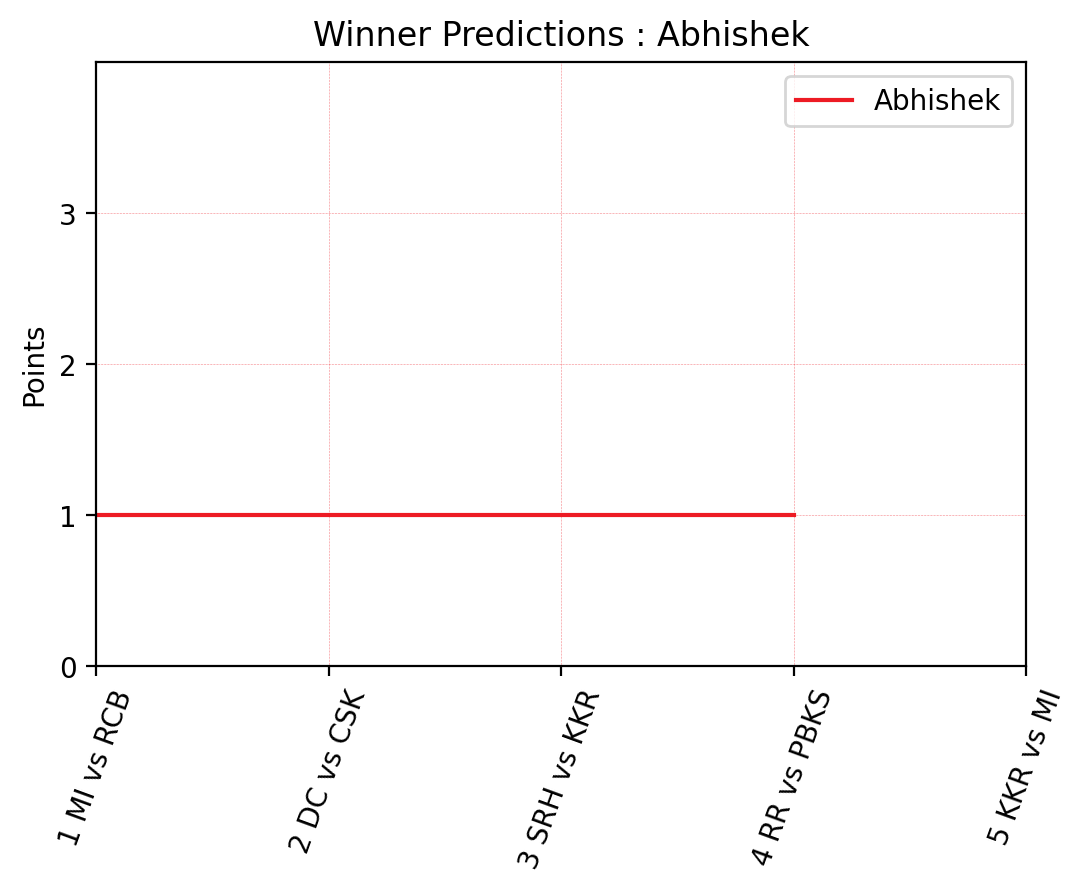 Winner Predictions : Abhishek
Abhishek
3
2
1
0
Points
1 MI vs RCB
2 DC vs CSK
3 SRH vs KKR
4 RR vs PBKS
5 KKR vs MI